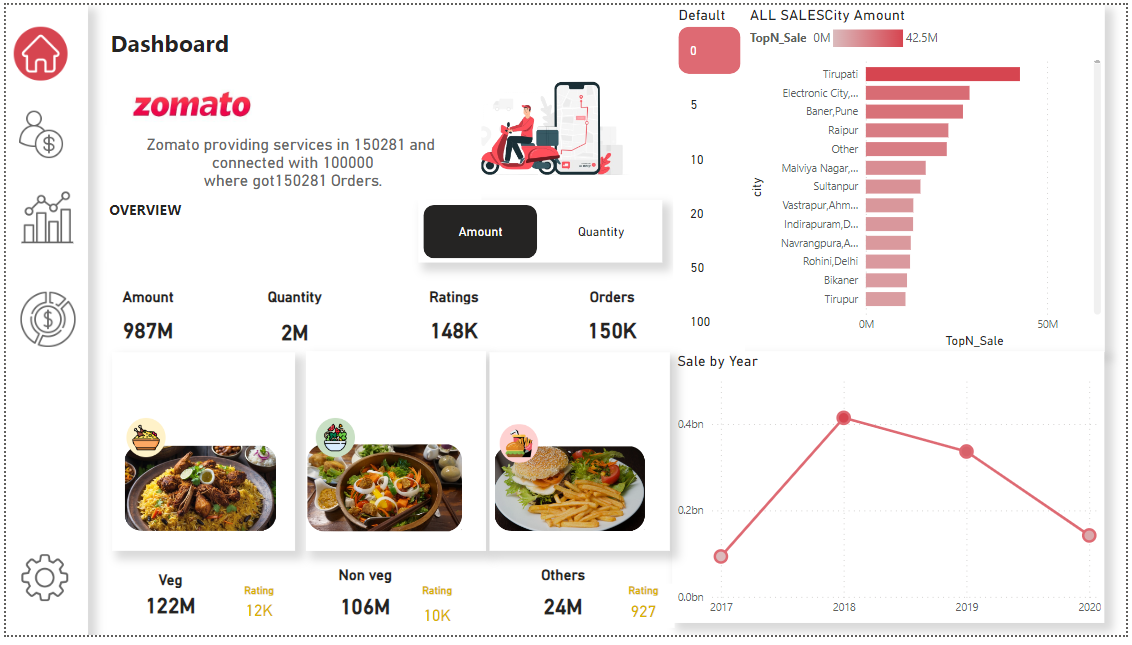 Dashboard
zomato
Zomato providing services in 150281 and
connected with 100000
where got150281 Orders.
OVERVIEW
Amount
Quantity
Amount
987M
Quantity
2M
Ratings
148K
Orders
150K
Veg
122M
Rating
12K
Non veg
106M
Rating
10K
Others
24M
Rating
927
Default
0
5
10
20
50
100
ALL SALESCity Amount
TopN_Sale 0M 42.5M
city
Tirupati
Electronic City,...
Baner,Pune
Raipur
Other
Malviya Nagar,...
Sultanpur
Vastrapur,Ahm...
Indirapuram,D...
Navrangpura,A...
Rohini,Delhi
Bikaner
Tirupur
0M 50M
TopN_Sale
Sale by Year
0.4bn
0.2bn
0.0bn
2017 2018 2019 2020